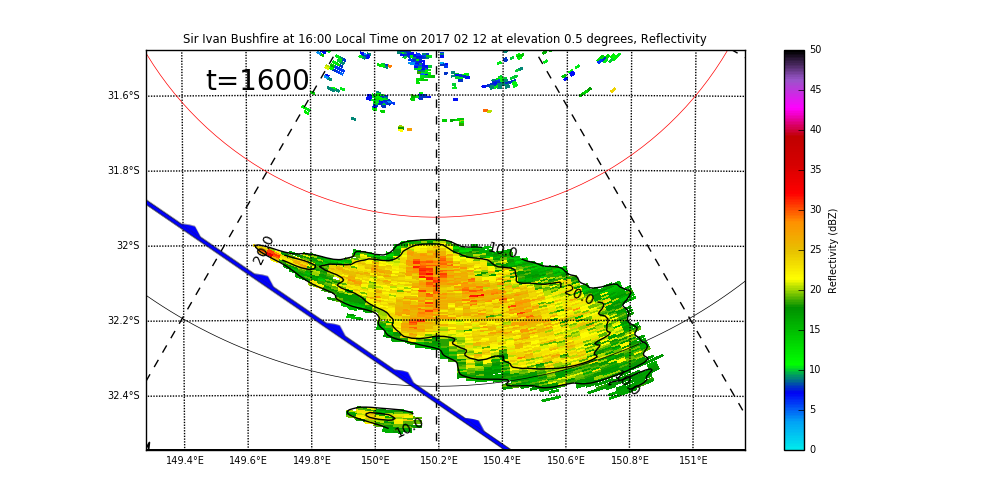 Sir Ivan Bushfire at 16:00 Local Time on 2017 02 12 at elevation 0.5 degrees, Reflectivity
t=1600
31.6°S
31.8°S
32°S
32.2°S
32.4°S
20.0
10.0
20.0
10.0
149.4°E 149.6°E 149.8°E 150°E 150.2°E 150.4°E 150.6°E 150.8°E 151°E
50
45
40
35
30
25
20
15
10
5
0
Reflectivity (dBZ)